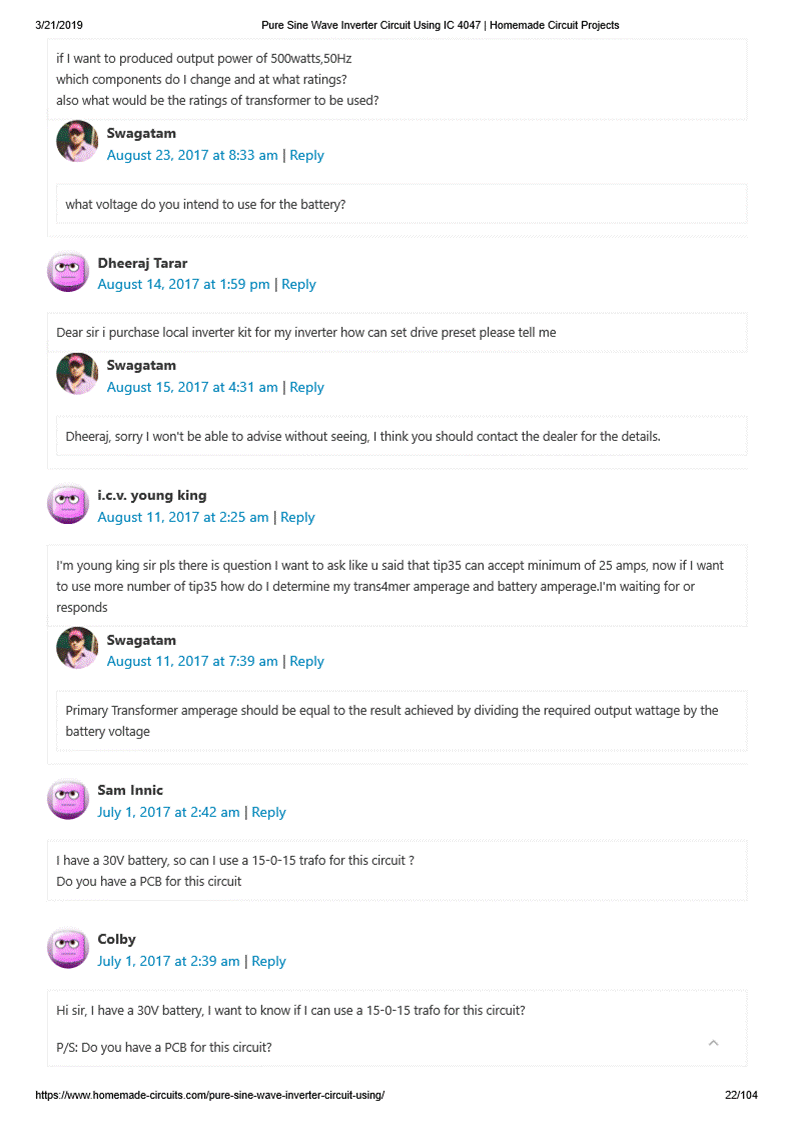 3/21/2019
Pure Sine Wave Inverter Circuit Using IC 4047 | Homemade Circuit Projects
if I want to produced output power of 500watts,50Hz
which components do I change and at what ratings?
also what would be the ratings of transformer to be used?
Swagatam
August 23, 2017 at 8:33 am | Reply
what voltage do you intend to use for the battery?
Dheeraj Tarar
August 14, 2017 at 1:59 pm | Reply
Dear sir i purchase local inverter kit for my inverter how can set drive preset please tell me
Swagatam
August 15, 2017 at 4:31 am | Reply
Dheeraj, sorry I won't be able to advise without seeing, I think you should contact the dealer for the details.
i.c.v. young king
August 11, 2017 at 2:25 am | Reply
I'm young king sir pls there is question I want to ask like u said that tip35 can accept minimum of 25 amps, now if I want
to use more number of tip35 how do I determine my trans4mer amperage and battery amperage.I'm waiting for or
responds
Swagatam
August 11, 2017 at 7:39 am | Reply
Primary Transformer amperage should be equal to the result achieved by dividing the required output wattage by the
battery voltage
Sam Innic
July 1, 2017 at 2:42 am | Reply
I have a 30V battery, so can I use a 15-0-15 trafo for this circuit ?
Do you have a PCB for this circuit
Colby
July 1, 2017 at 2:39 am | Reply
Hi sir, I have a 30V battery, I want to know if I can use a 15-0-15 trafo for this circuit?
P/S: Do you have a PCB for this circuit?
https://www.homemade-circuits.com/pure-sine-wave-inverter-circuit-using/
22/104